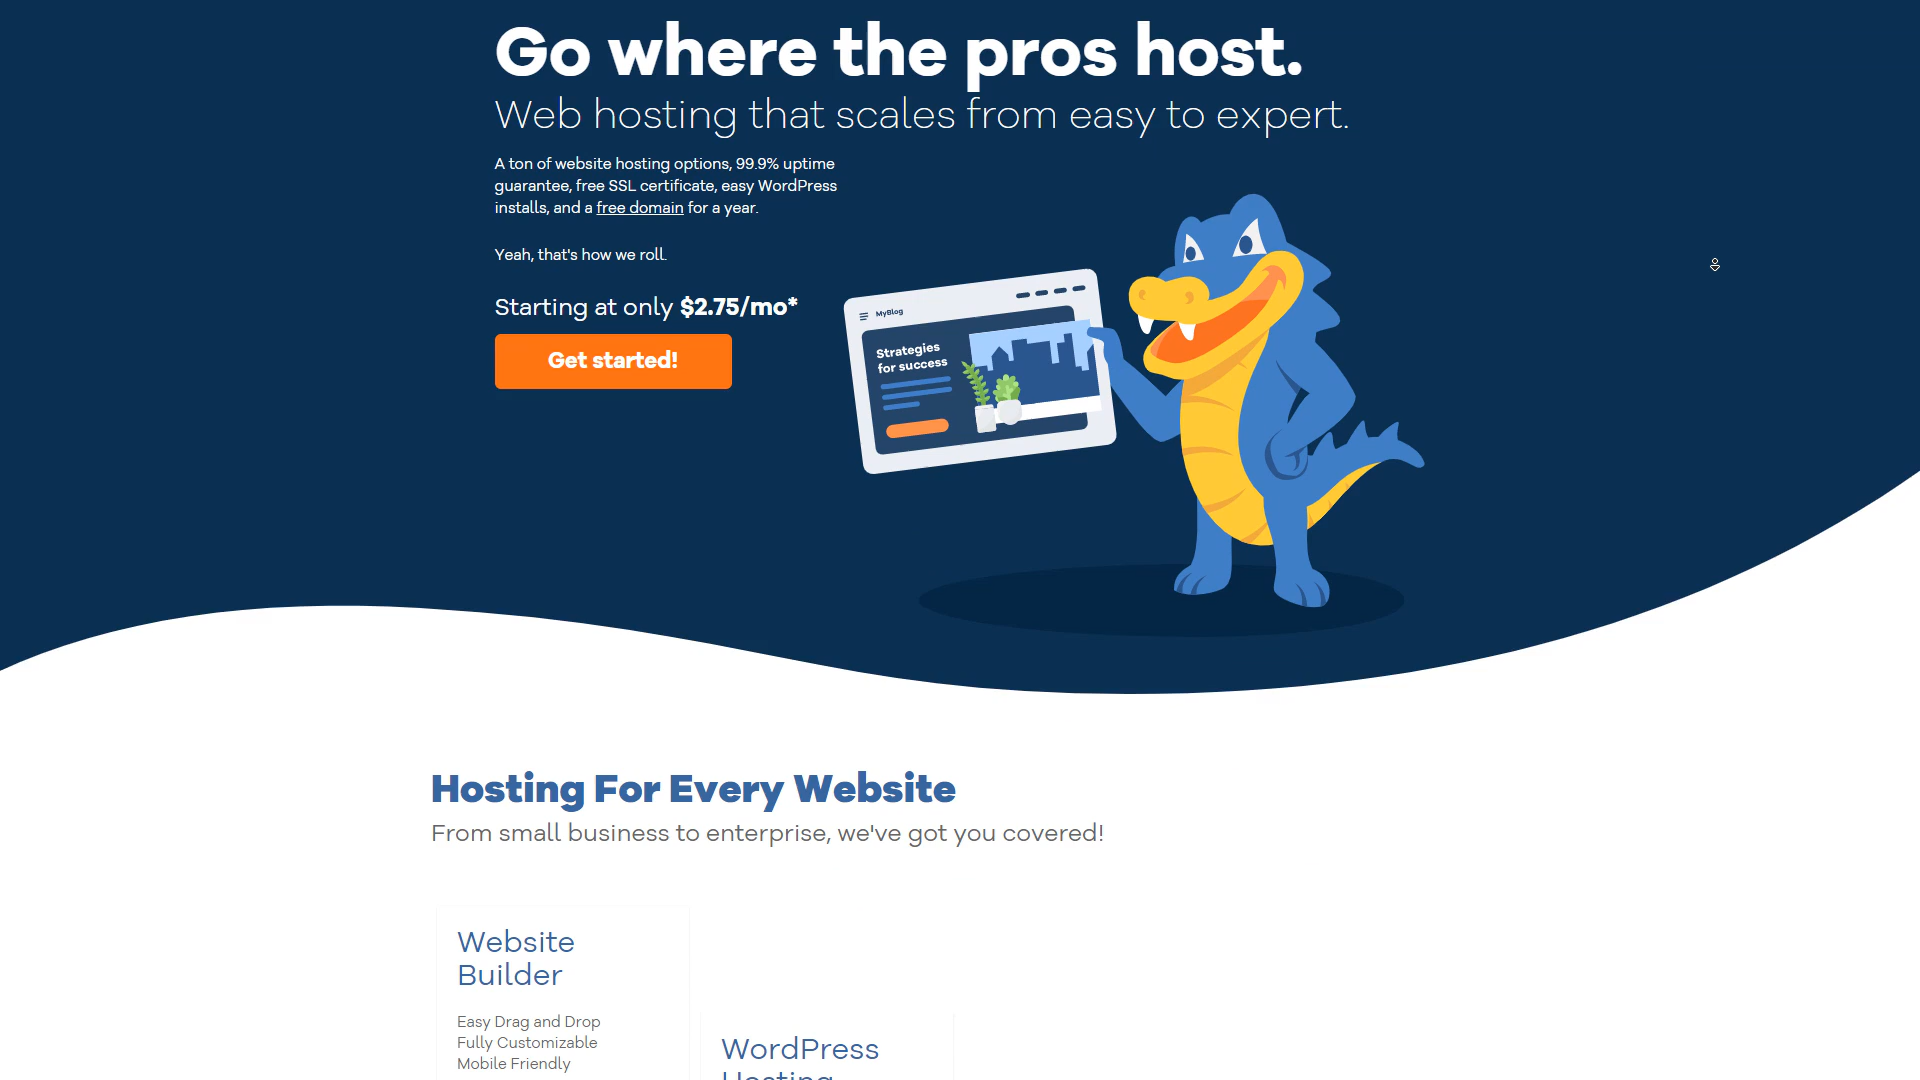 Go where the pros host.
Web hosting that scales from easy to expert.
A ton of website hosting options, 99.9% uptime
guarantee, free SSL certificate, easy WordPress
installs, and a free domain for a year.
Yeah, that's how we roll.
Starting at only $2.75/mo*
Get started!
MyBlog
Strategies
for success
Hosting For Every Website
From small business to enterprise, we've got you covered!
Website
Builder
Easy Drag and Drop
Fully Customizable
Mobile Friendly
WordPress
Hosting